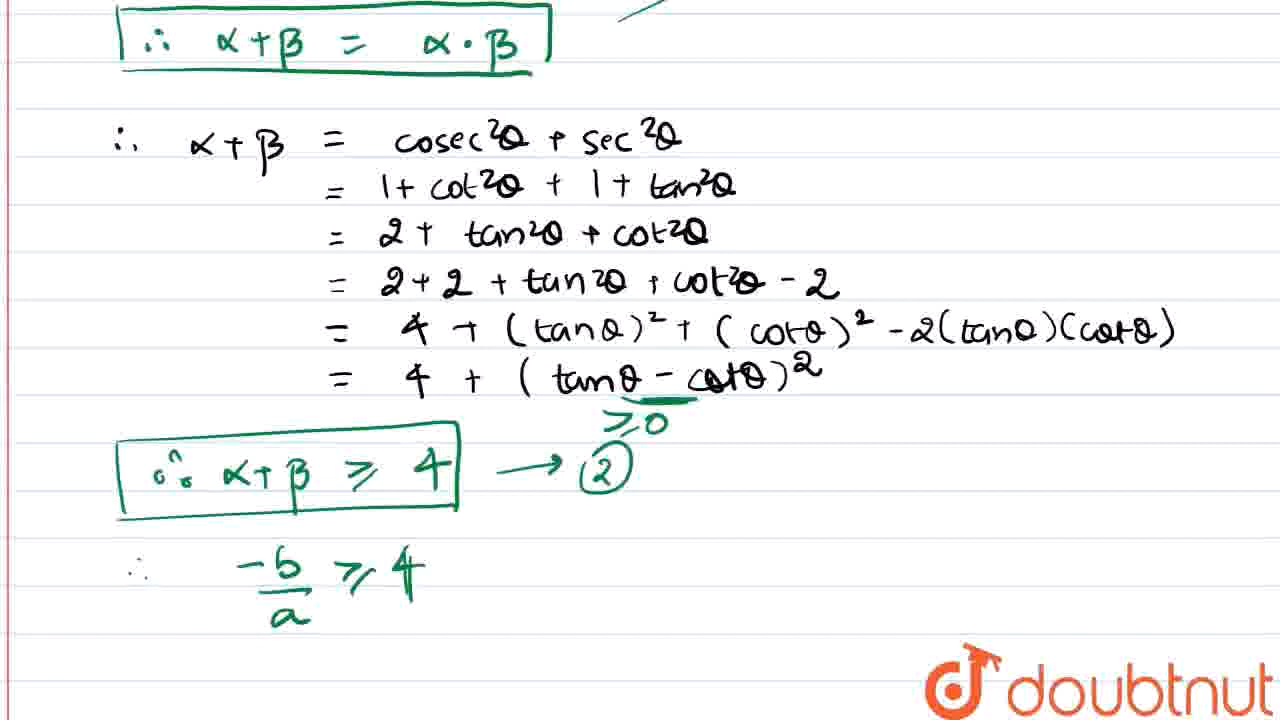 ∴ α+β = α·β
∴ α+β = cosec²θ + sec²θ
= 1+ cot²θ + 1+ tan²θ
= 2+ tan²θ + cot²θ
= 2+2 + tan²θ + cot²θ - 2
= 4 + (tanθ)² + (cotθ)² - 2(tanθ)(cotθ)
= 4 + (tanθ - cotθ)²
≥0
∴ α+β ≥ 4 → ②
∴ -b/a ≥ 4
doubtnut